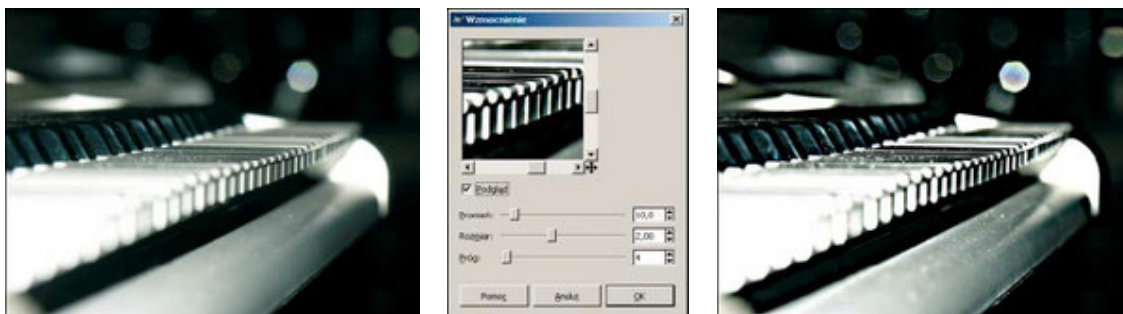 Wzmocnienie
Podgląd
Promień: 10,0
Rozmiar: 2,00
Próg: 4
Pomoc Anuluj OK